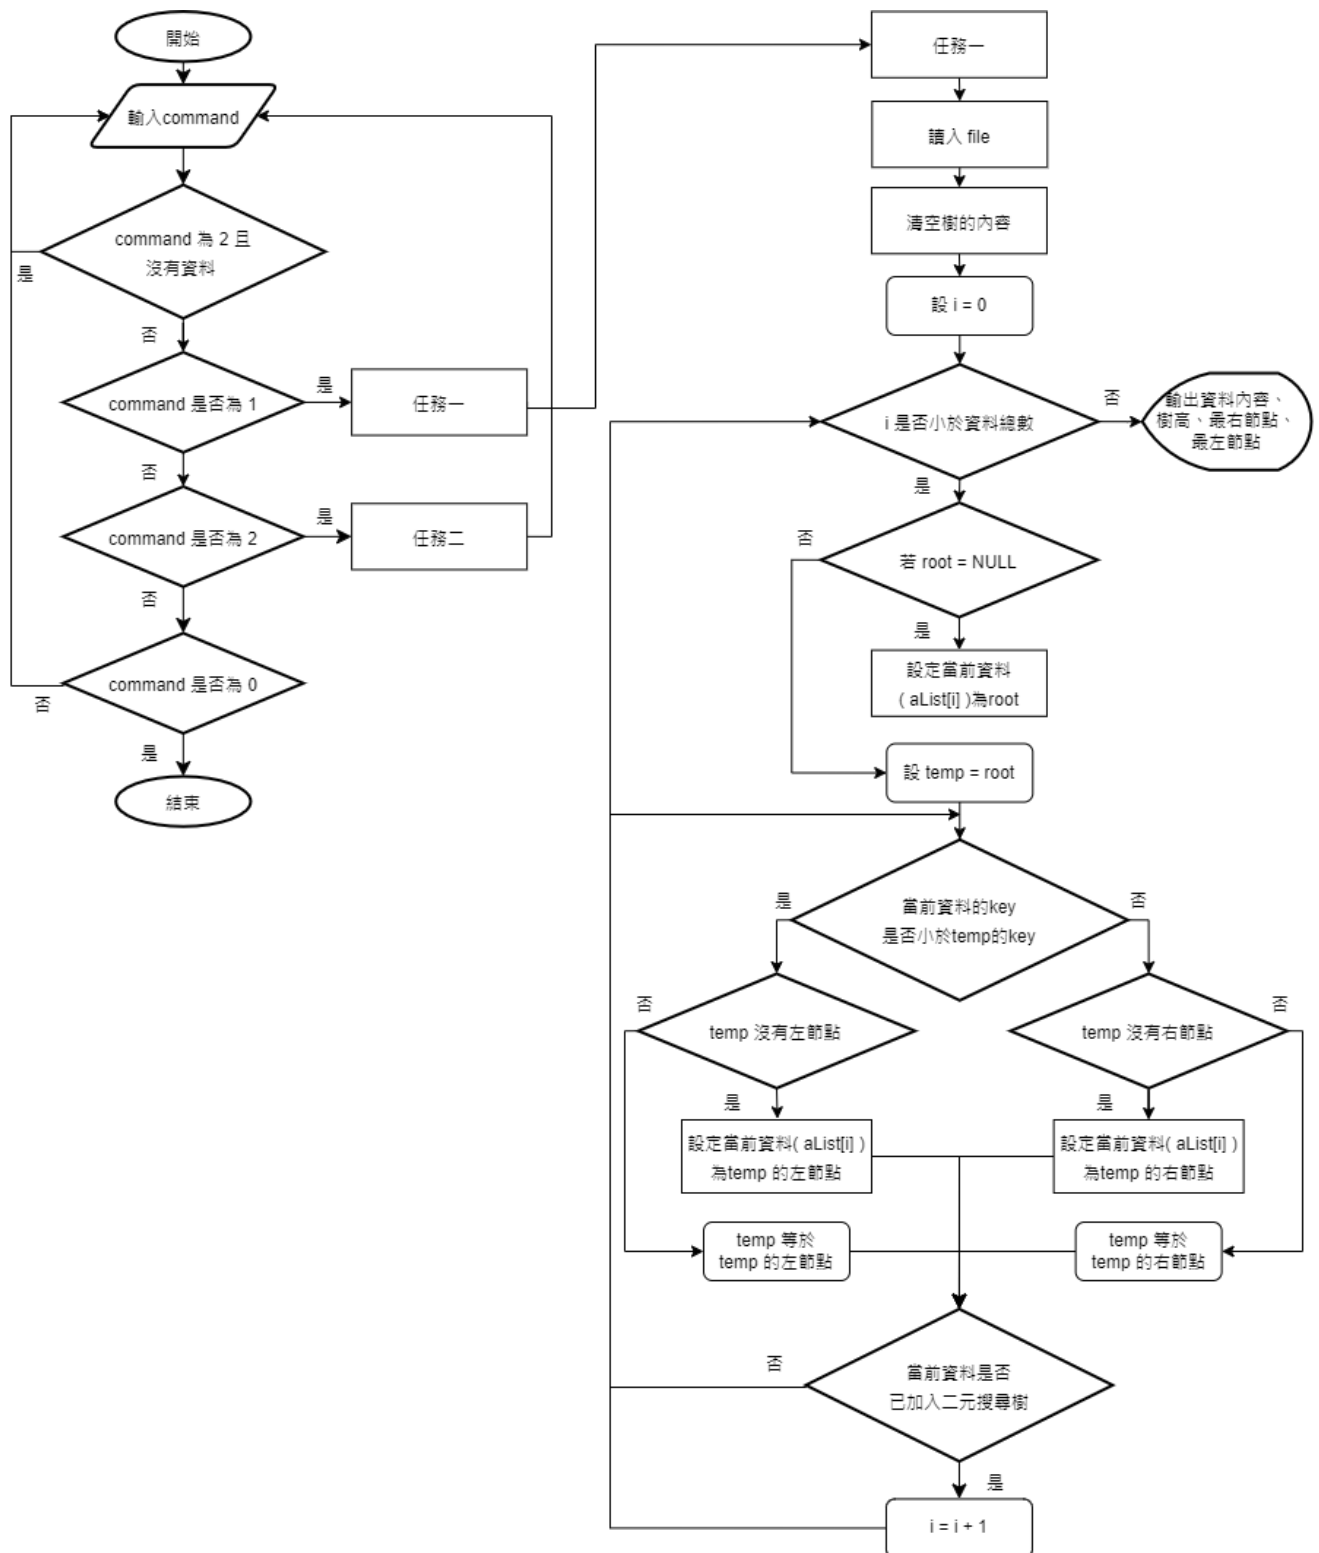 開始
輸入command
command 為 2 且
沒有資料
是
否
command 是否為 1
是
任務一
否
command 是否為 2
是
任務二
否
command 是否為 0
否
是
結束
任務一
讀入 file
清空樹的內容
設 i = 0
i 是否小於資料總數
否
輸出資料內容、
樹高、最右節点、
最左節点
是
若 root = NULL
否
是
設定當前資料
( aList[i] )為root
設 temp = root
當前資料的key
是否小於temp的key
是
否
temp 沒有左節點
否
temp 沒有右節點
否
是
設定當前資料( aList[i] )
為temp 的左節點
是
設定當前資料( aList[i] )
為temp 的右節點
temp 等於
temp 的左節點
temp 等於
temp 的右節點
當前資料是否
已加入二元搜尋樹
否
是
i = i + 1